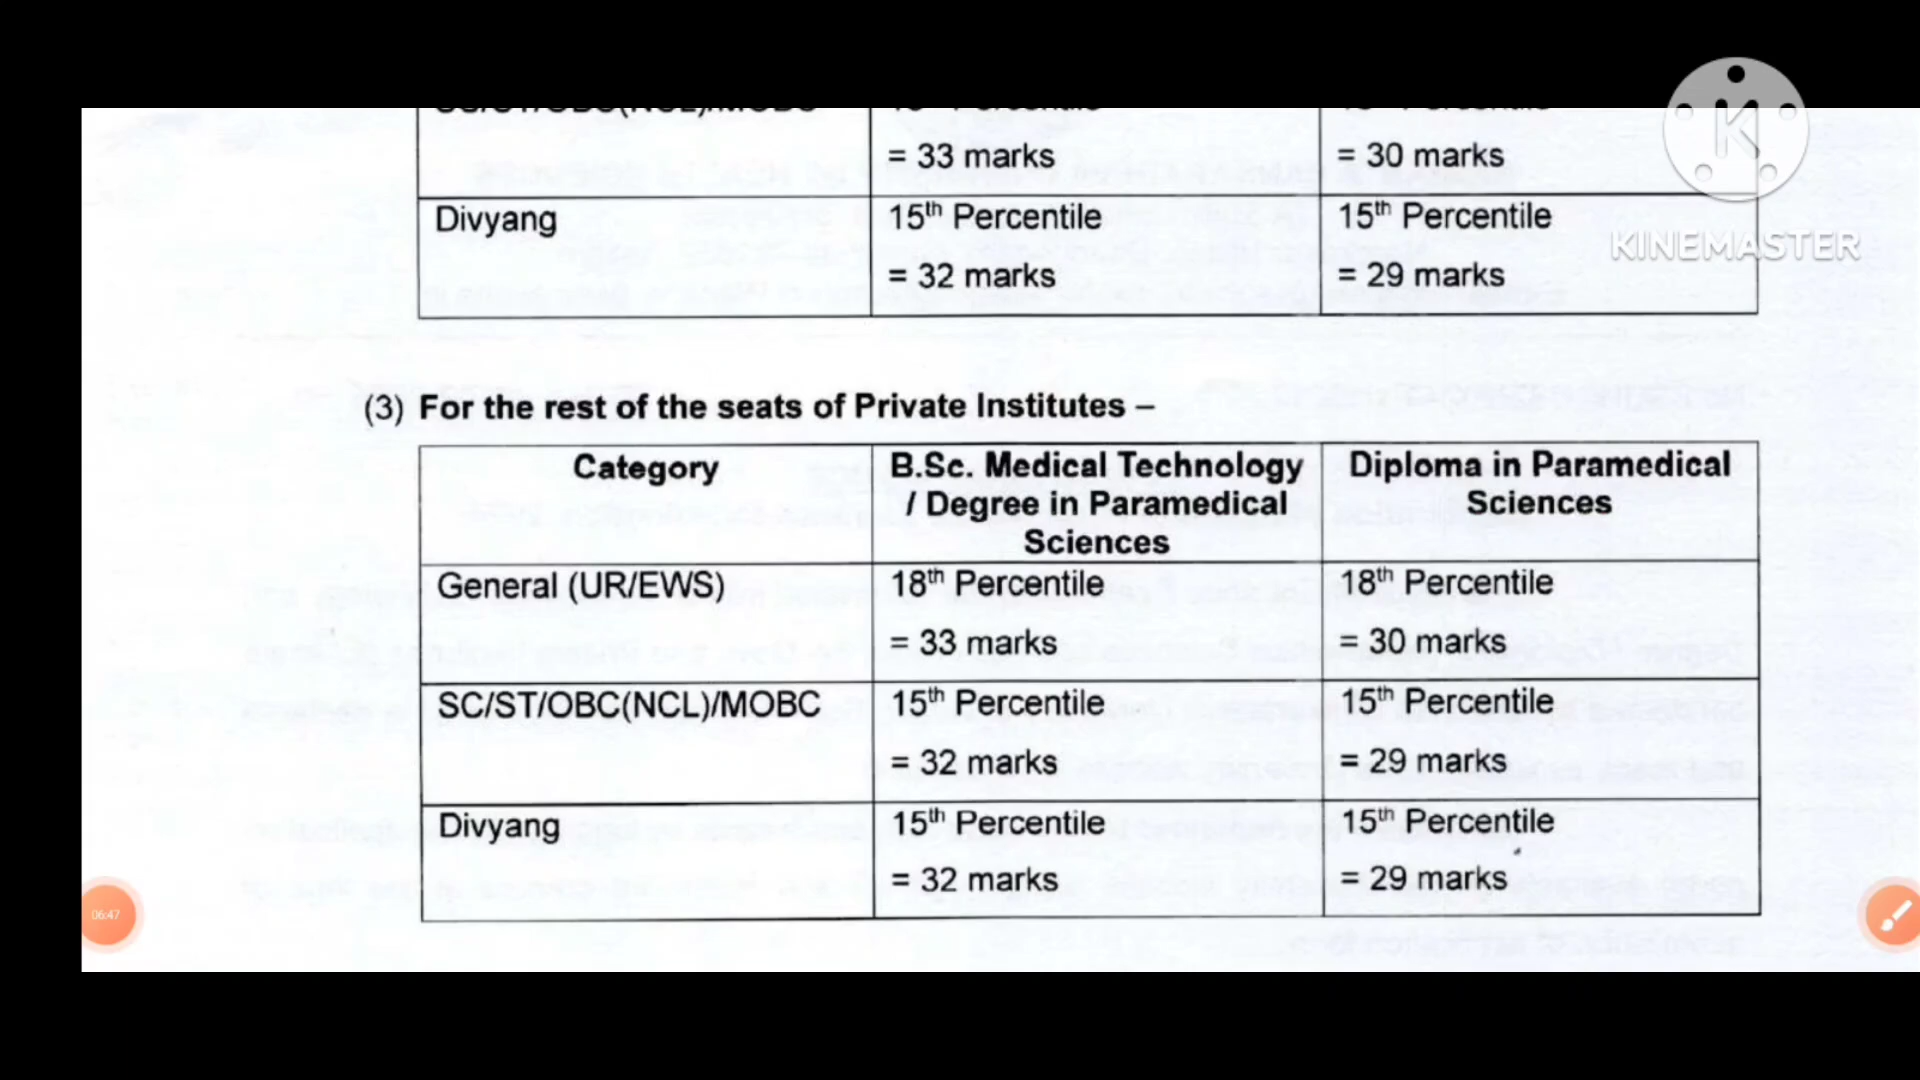 = 33 marks = 30 marks
Divyang 15th Percentile 15th Percentile
KINEMASTER
= 32 marks = 29 marks
(3) For the rest of the seats of Private Institutes –
Category B.Sc. Medical Technology Diploma in Paramedical
/ Degree in Paramedical Sciences
Sciences
General (UR/EWS) 18th Percentile 18th Percentile
= 33 marks = 30 marks
SC/ST/OBC(NCL)/MOBC 15th Percentile 15th Percentile
= 32 marks = 29 marks
Divyang 15th Percentile 15th Percentile
= 32 marks = 29 marks
06:47